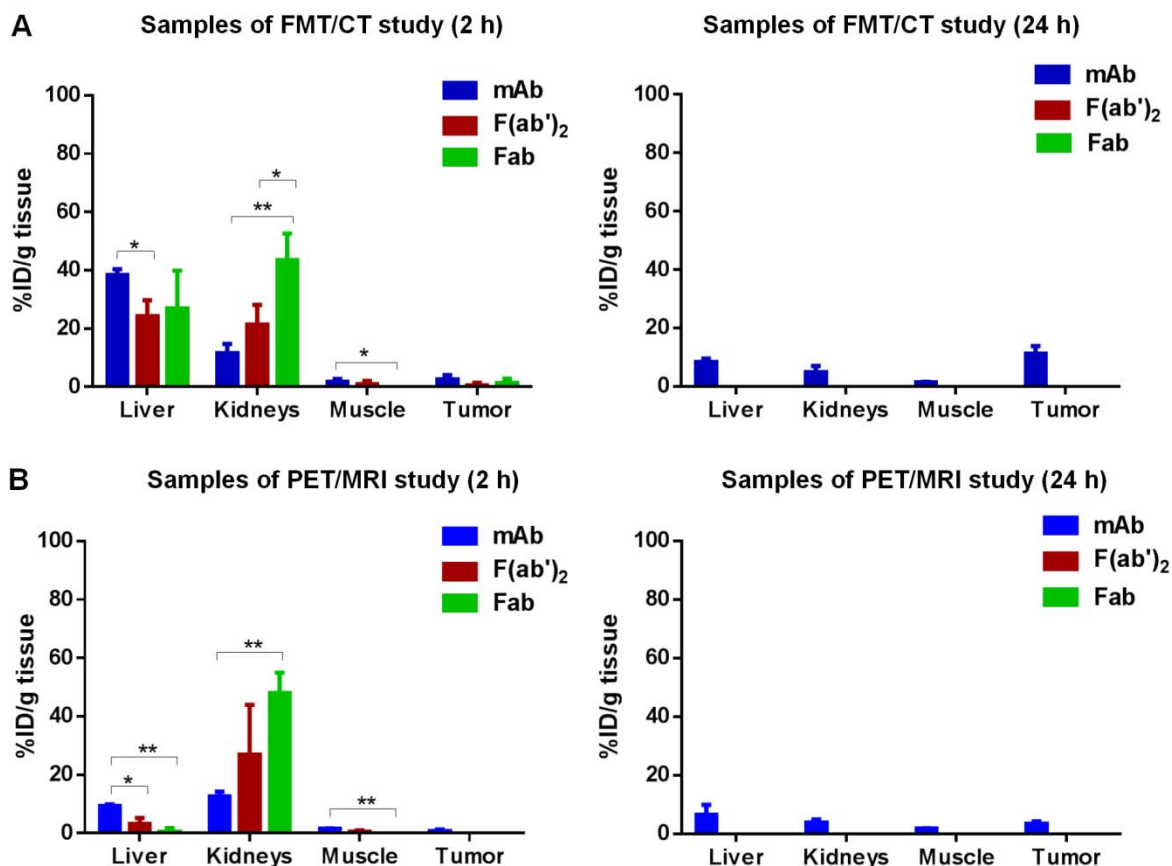 A
Samples of FMT/CT study (2 h)
Samples of FMT/CT study (24 h)
%ID/g tissue
100
80
60
40
20
0
mAb
F(ab')₂
Fab
*
*
**
*
Liver Kidneys Muscle Tumor
%ID/g tissue
100
80
60
40
20
0
mAb
F(ab')₂
Fab
Liver Kidneys Muscle Tumor
B
Samples of PET/MRI study (2 h)
Samples of PET/MRI study (24 h)
%ID/g tissue
100
80
60
40
20
0
mAb
F(ab')₂
Fab
**
*
**
**
Liver Kidneys Muscle Tumor
%ID/g tissue
100
80
60
40
20
0
mAb
F(ab')₂
Fab
Liver Kidneys Muscle Tumor